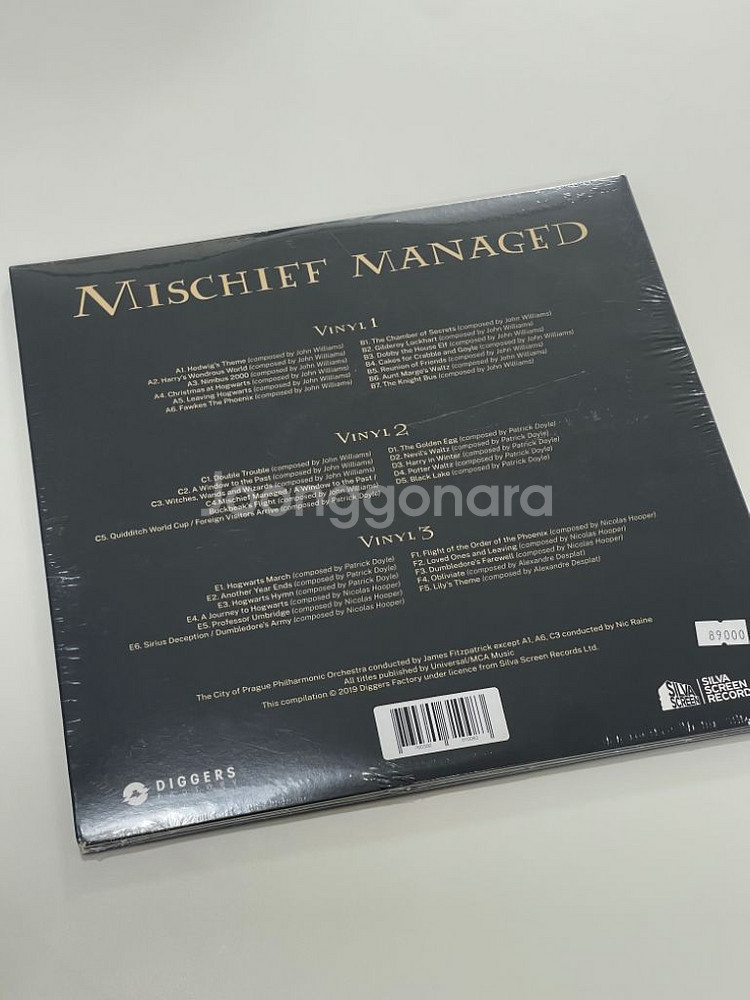 MISCHIEF MANAGED
VINYL 1
A1. Hedwig's Theme (composed by John Williams)
A2. Harry's Wondrous World (composed by John Williams)
A3. Nimbus 2000 (composed by John Williams)
A4. Christmas at Hogwarts (composed by John Williams)
A5. Leaving Hogwarts (composed by John Williams)
A6. Fawkes The Phoenix (composed by John Williams)
B1. The Chamber of Secrets (composed by John Williams)
B2. Gilderoy Lockhart (composed by John Williams)
B3. Dobby the House Elf (composed by John Williams)
B4. Cakes for Crabbe and Goyle (composed by John Williams)
B5. Reunion of Friends (composed by John Williams)
B6. Aunt Marge's Waltz (composed by John Williams)
B7. The Knight Bus (composed by John Williams)
VINYL 2
C1. Double Trouble (composed by John Williams)
C2. A Window to the Past (composed by John Williams)
C3. Witches, Wands and Wizards (composed by John Williams)
C4. Mischief Managed / A Window to the Past /
Buckbeak's Flight (composed by John Williams)
C5. Quidditch World Cup / Foreign Visitors Arrive (composed by Patrick Doyle)
D1. The Golden Egg (composed by Patrick Doyle)
D2. Nevil's Waltz (composed by Patrick Doyle)
D3. Harry in Winter (composed by Patrick Doyle)
D4. Potter Waltz (composed by Patrick Doyle)
D5. Black Lake (composed by Patrick Doyle)
Joonggonara
VINYL 3
E1. Hogwarts March (composed by Patrick Doyle)
E2. Another Year Ends (composed by Patrick Doyle)
E3. Hogwarts Hymn (composed by Patrick Doyle)
E4. A Journey to Hogwarts (composed by Nicolas Hooper)
E5. Professor Umbridge (composed by Nicolas Hooper)
E6. Sirius Deception / Dumbledore's Army (composed by Nicolas Hooper)
F1. Flight of the Order of the Phoenix (composed by Nicolas Hooper)
F2. Loved Ones and Leaving (composed by Nicolas Hooper)
F3. Dumbledore's Farewell (composed by Nicolas Hooper)
F4. Obliviate (composed by Alexandre Desplat)
F5. Lily's Theme (composed by Alexandre Desplat)
The City of Prague Philharmonic Orchestra conducted by James Fitzpatrick except A1, A6, C3 conducted by Nic Raine
All titles published by Universal/MCA Music
This compilation © 2019 Diggers Factory under licence from Silva Screen Records Ltd.
89000
SILVA
SCREEN
SILVA
SCREEN
RECORD
DIGGERS
FACTORY